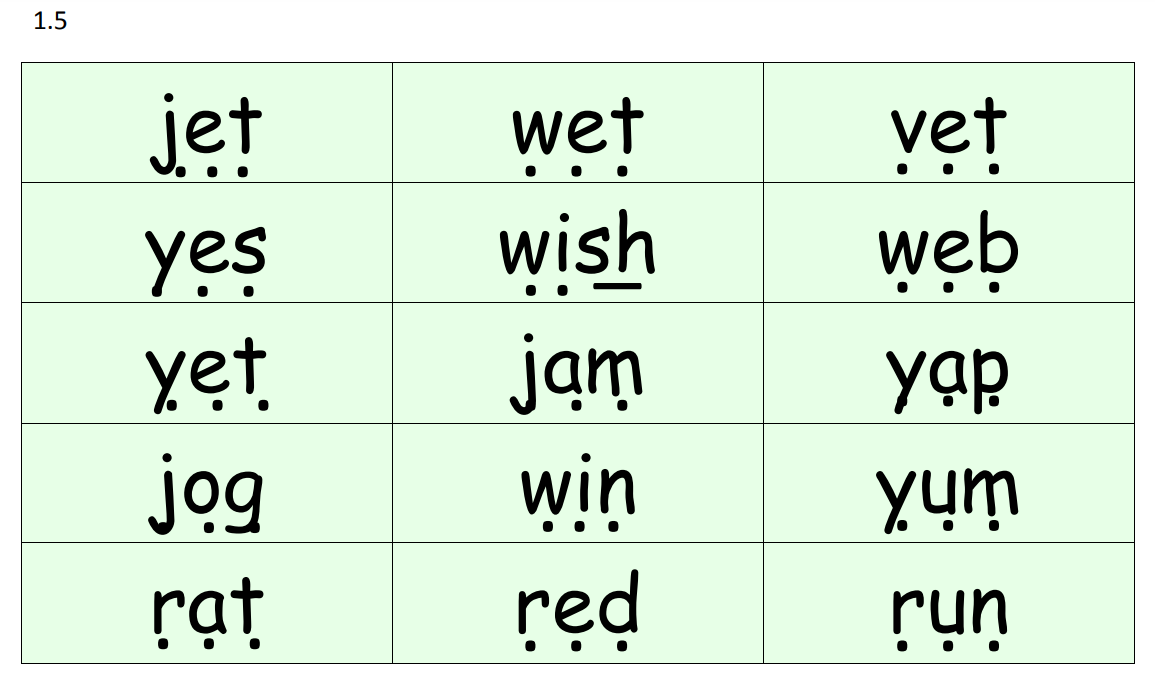 1.5
jet wet vet
yes wish web
yet jam yap
jog win yum
rat red run